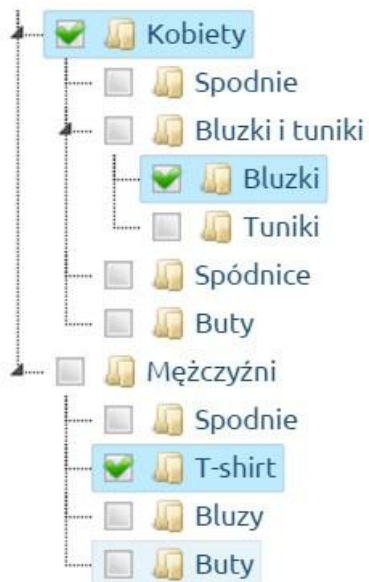 Kobiety
Spodnie
Bluzki i tuniki
Bluzki
Tuniki
Spódnice
Buty
Mężczyźni
Spodnie
T-shirt
Bluzy
Buty